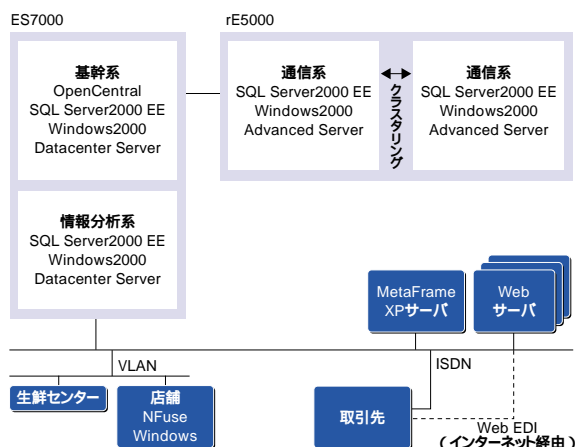 ES7000
rE5000
基幹系
OpenCentral
SQL Server2000 EE
Windows2000
Datacenter Server
通信系
SQL Server2000 EE
Windows2000
Advanced Server
クラスタリング
通信系
SQL Server2000 EE
Windows2000
Advanced Server
情報分析系
SQL Server2000 EE
Windows2000
Datacenter Server
MetaFrame
XPサーバ
Web
サーバ
VLAN
ISDN
生鮮センター
店舗
NFuse
Windows
取引先
Web EDI
(インターネット経由)